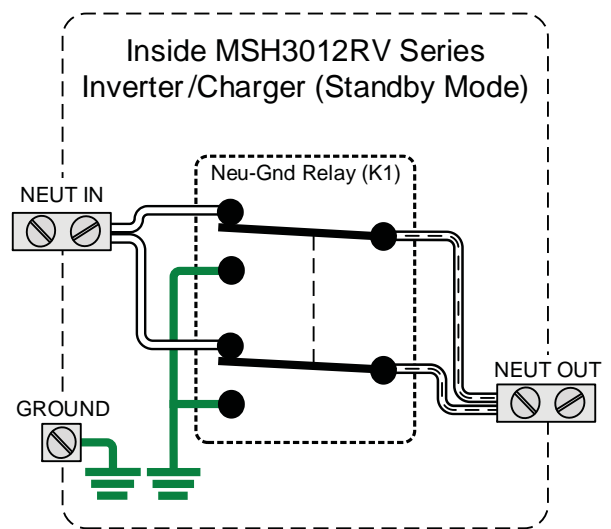 Inside MSH3012RV Series
Inverter/Charger (Standby Mode)
Neu-Gnd Relay (K1)
NEUT IN
NEUT OUT
GROUND